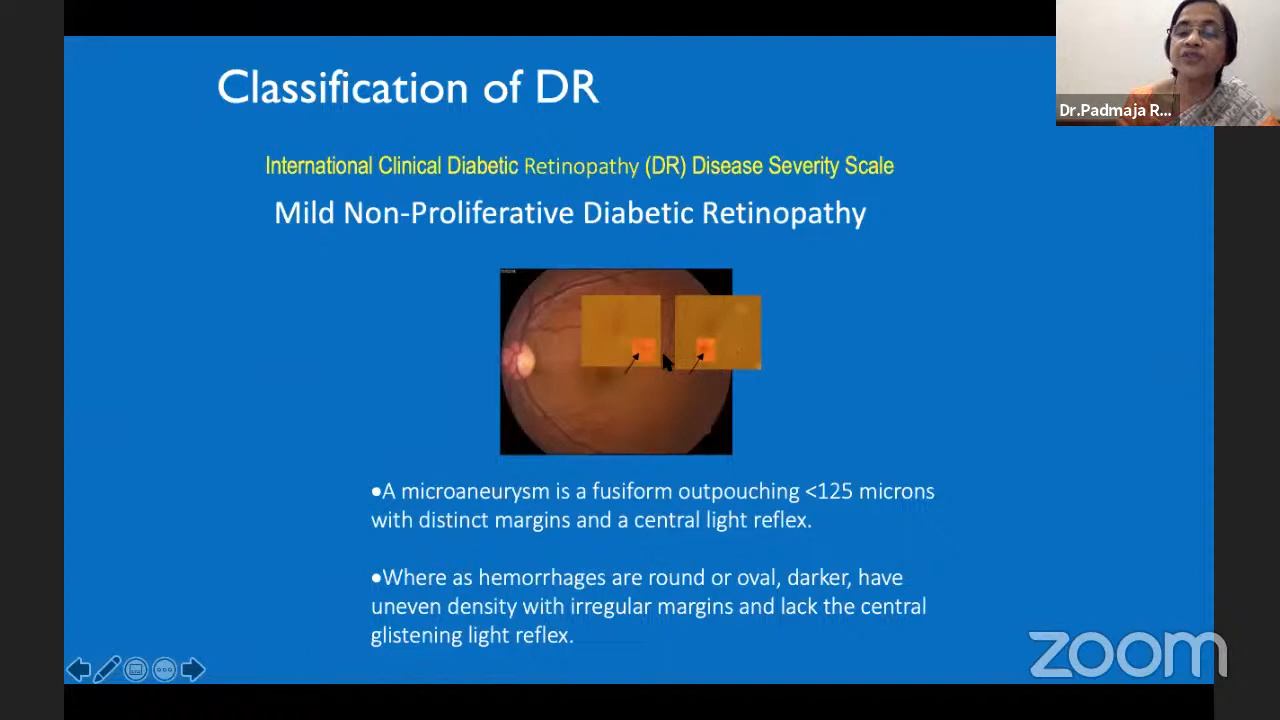 Classification of DR
Dr.Padmaja R...
International Clinical Diabetic Retinopathy (DR) Disease Severity Scale
Mild Non-Proliferative Diabetic Retinopathy
•A microaneurysm is a fusiform outpouching <125 microns
with distinct margins and a central light reflex.
•Where as hemorrhages are round or oval, darker, have
uneven density with irregular margins and lack the central
glistening light reflex.
zoom